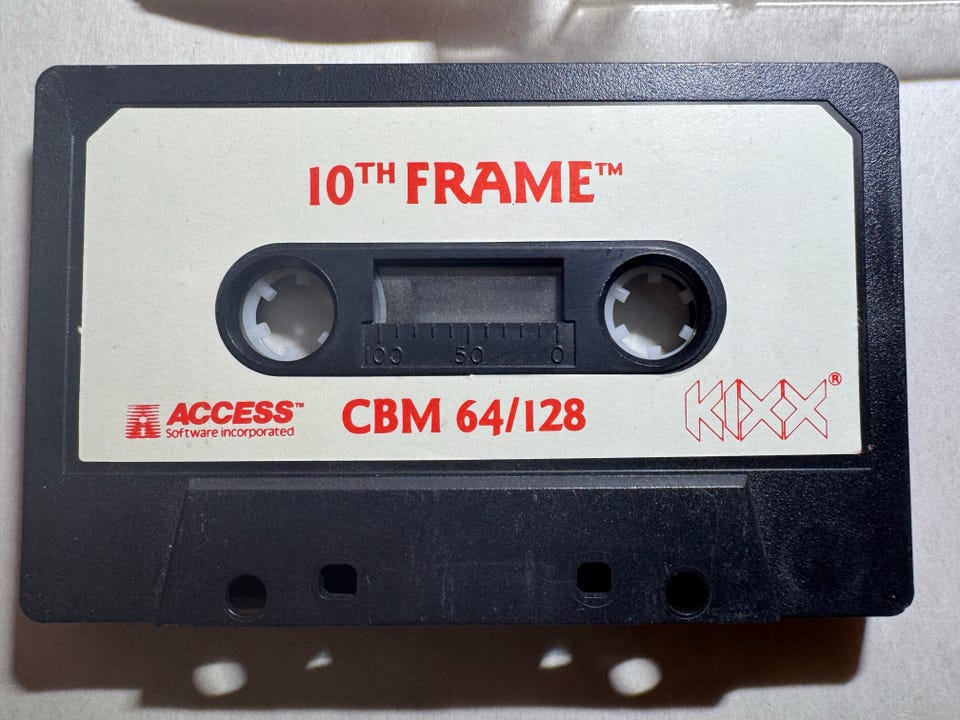 10TH FRAME™
100 50 0
ACCESS™
Software incorporated
CBM 64/128
KIXX®